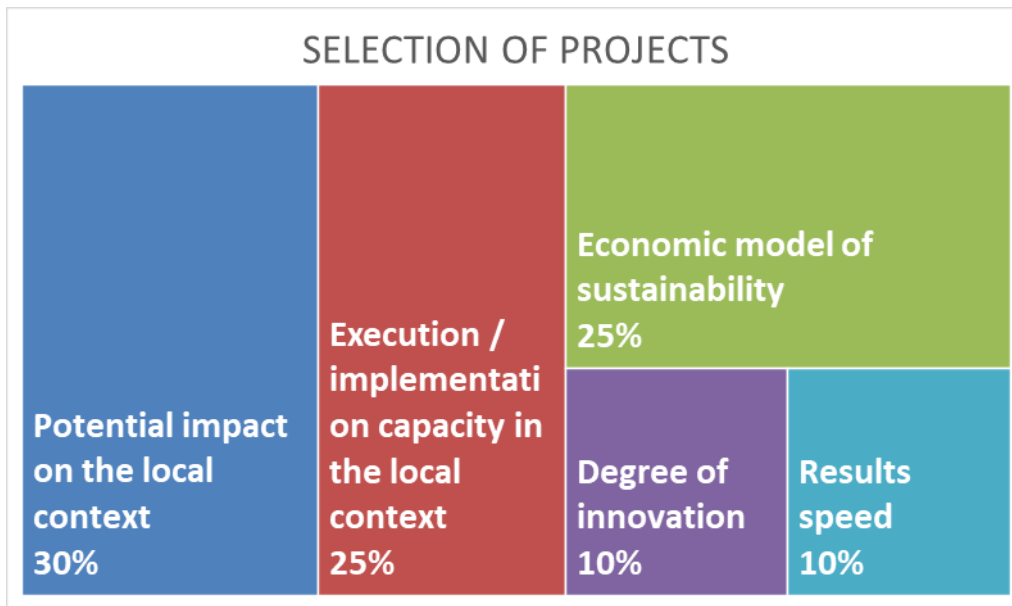 SELECTION OF PROJECTS
Potential impact
on the local
context
30%
Execution /
implementati
on capacity in
the local
context
25%
Economic model of
sustainability
25%
Degree of
innovation
10%
Results
speed
10%